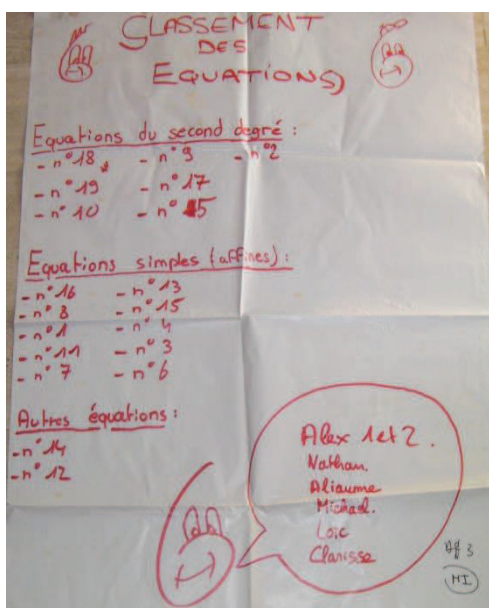 CLASSEMENT
DES
EQUATIONS
Equations du second degré :
- n°18 - n°9 - n°2
- n°19 - n°17
- n°10 - n°5
Equations simples (affines) :
- n°16 - n°13
- n°8 - n°15
- n°1 - n°4
- n°11 - n°3
- n°7 - n°6
Autres équations :
- n°14
- n°12
Alex 1 et 2.
Nathan
Aliaume
Michael.
Loïc
Clarisse
3